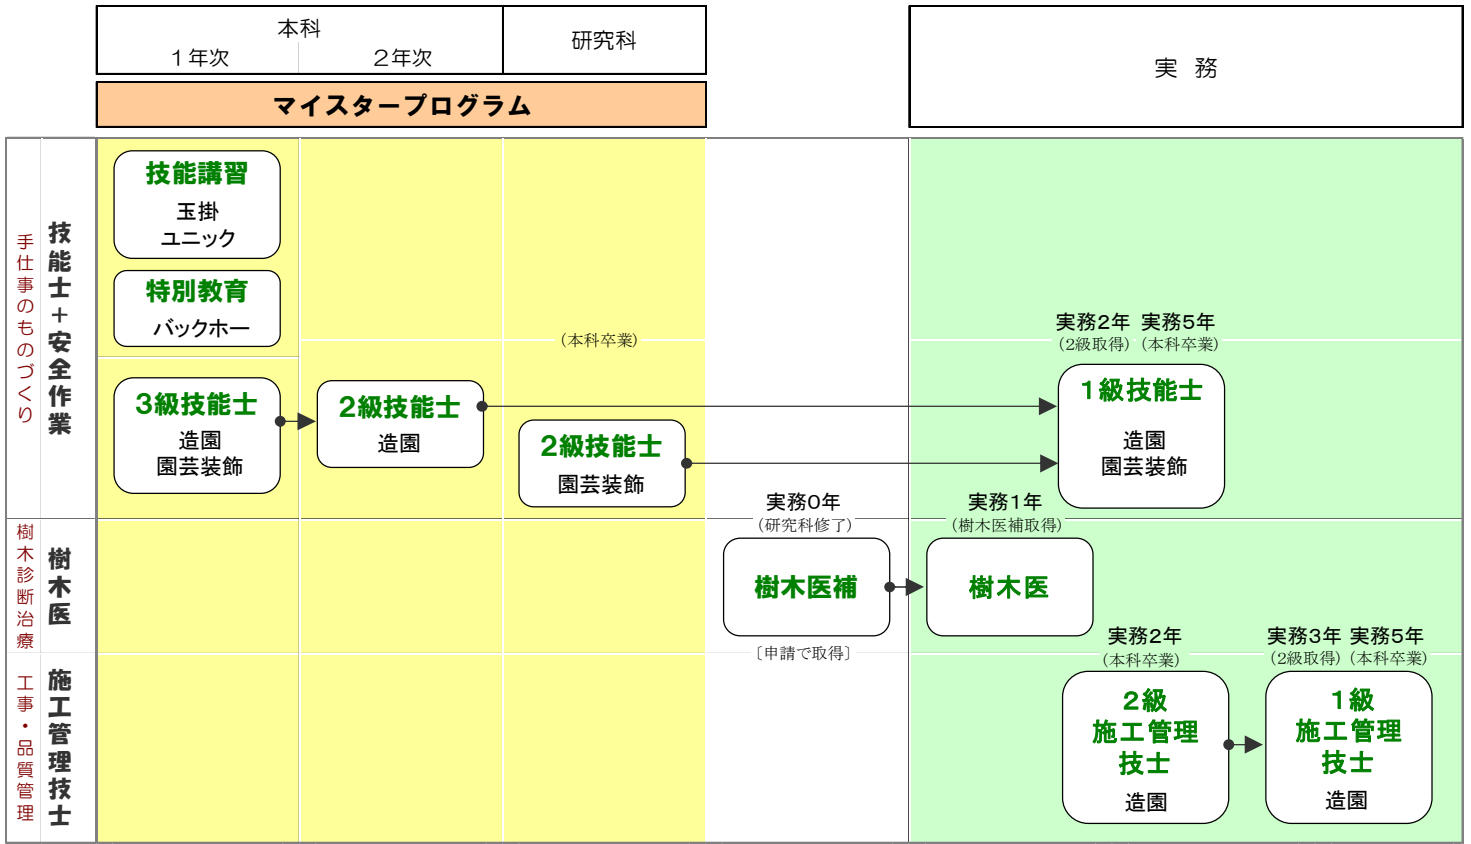 本科
1年次
2年次
研究科
実 務
マイスタープログラム
手仕事のものづくり
技能士+安全作業
技能講習
玉掛
ユニック
特別教育
バックホー
3級技能士
造園
園芸装飾
2級技能士
造園
(本科卒業)
2級技能士
園芸装飾
実務2年 実務5年
(2級取得) (本科卒業)
1級技能士
造園
園芸装飾
樹木診断治療
樹木医
実務0年
(研究科修了)
樹木医補
〔申請で取得〕
実務1年
(樹木医補取得)
樹木医
工事・品質管理
施工管理技士
実務2年
(本科卒業)
2級
施工管理
技士
造園
実務3年 実務5年
(2級取得) (本科卒業)
1級
施工管理
技士
造園